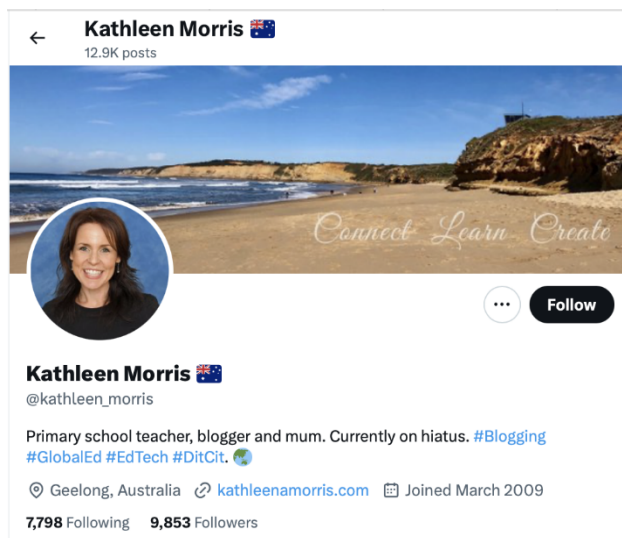 Kathleen Morris 🇦🇺
12.9K posts
Connect Learn Create
Follow
Kathleen Morris 🇦🇺
@kathleen_morris
Primary school teacher, blogger and mum. Currently on hiatus. #Blogging
#GlobalEd #EdTech #DitCit. 🌏
Geelong, Australia kathleenamorris.com Joined March 2009
7,798 Following 9,853 Followers